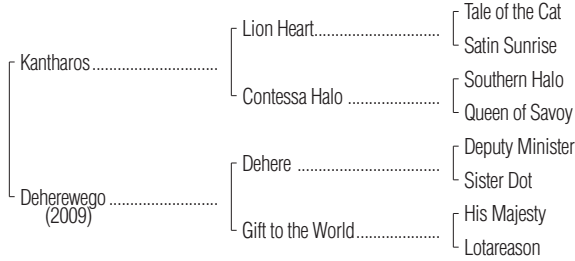 Tale of the Cat
Lion Heart..............................
Satin Sunrise
Kantharos..............................
Southern Halo
Contessa Halo ......................
Queen of Savoy
Deputy Minister
Dehere ..................................
Sister Dot
Deherewego..........................
(2009)
His Majesty
Gift to the World....................
Lotareason